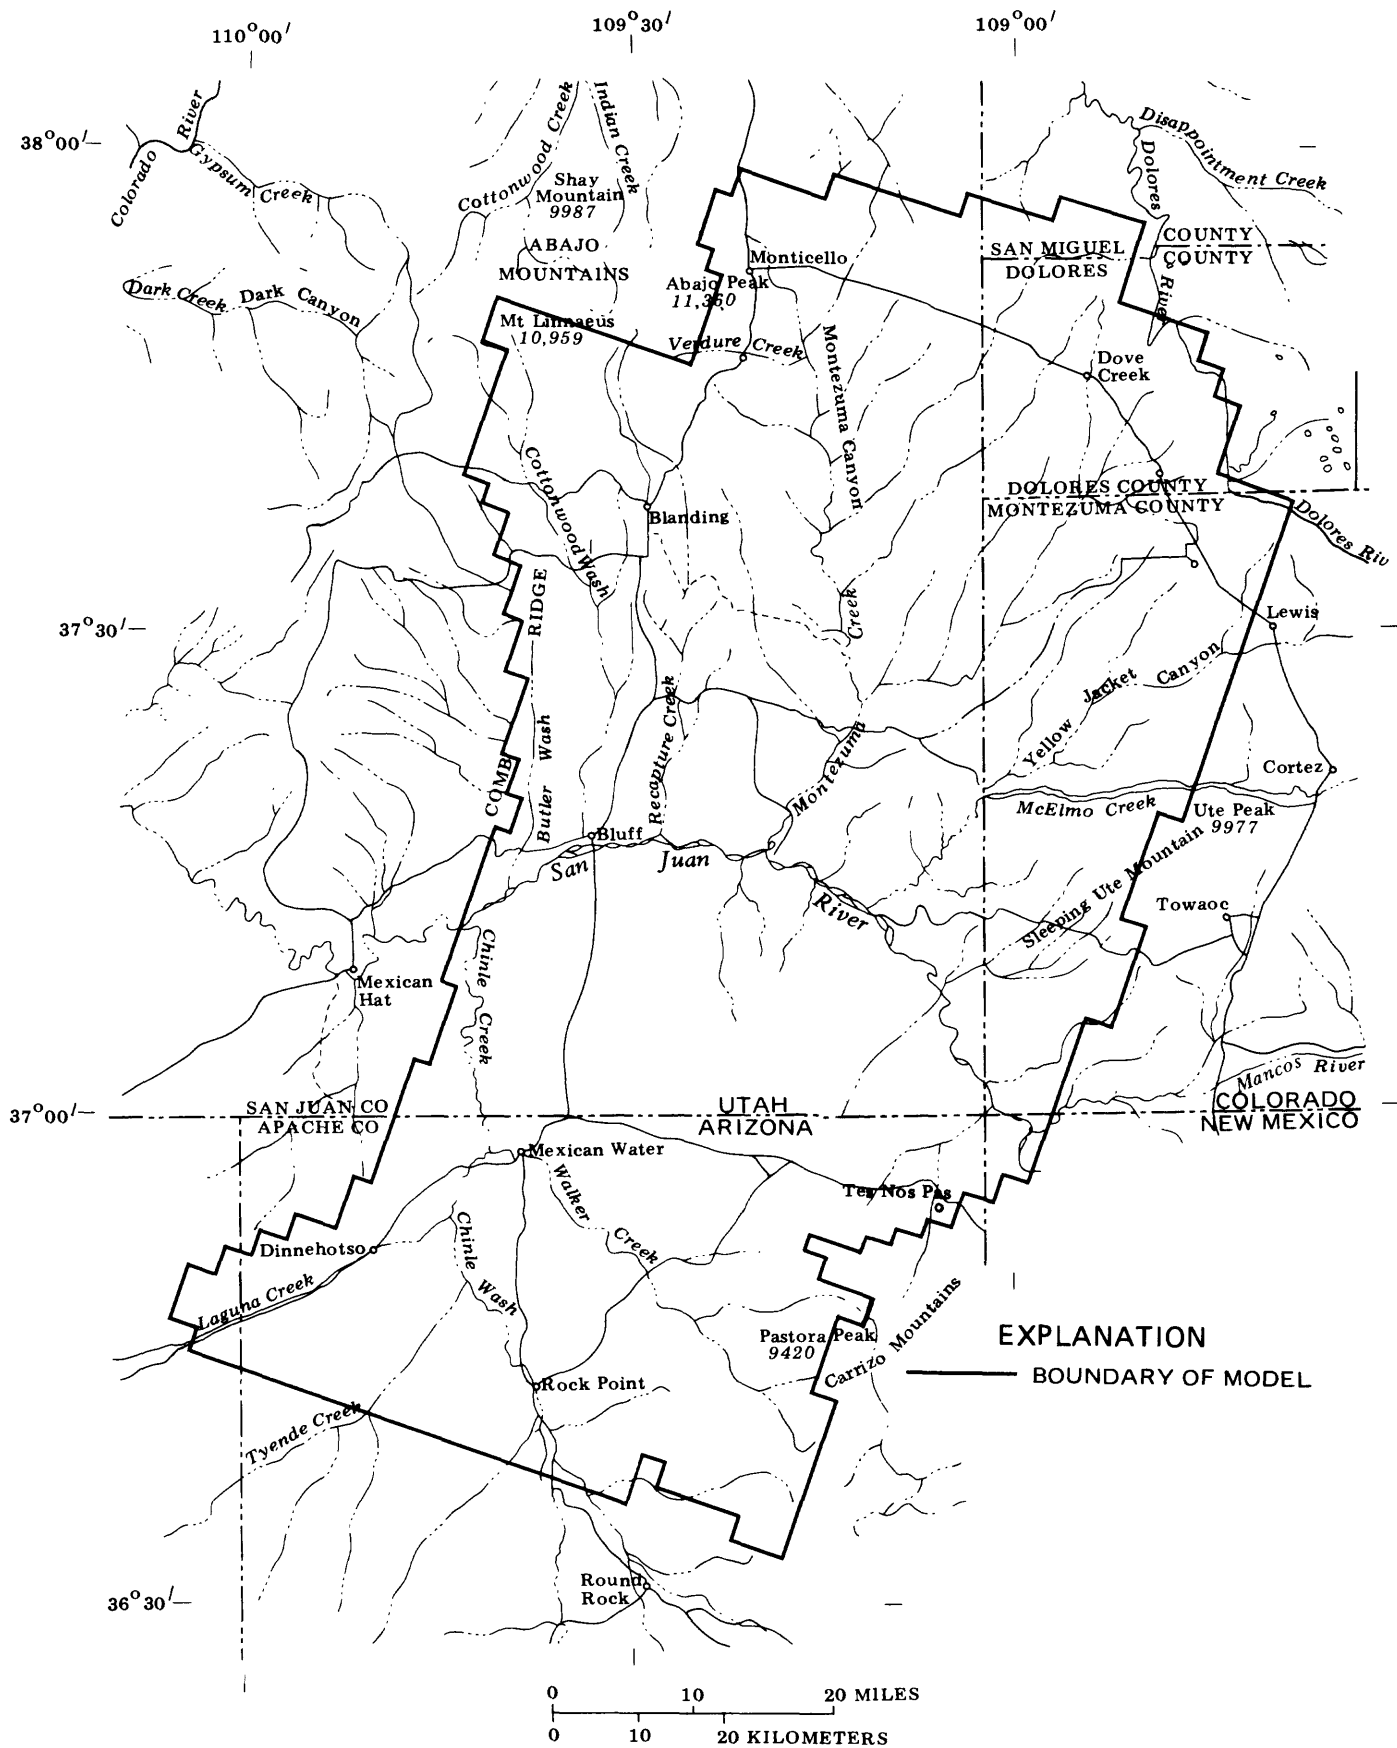 110°00′
109°30′
109°00′
38°00′
Colorado River
Gypsum Creek
Cottonwood Creek
Indian Creek
Shay
Mountain
9987
Disappointment Creek
Dolores River
ABAJO
MOUNTAINS
Monticello
SAN MIGUEL COUNTY
DOLORES COUNTY
Abajo Peak
11,360
Dark Creek
Dark Canyon
Mt Linnaeus
10,959
Verdure Creek
Montezuma Canyon
Dove
Creek
Cottonwood Wash
Blanding
DOLORES COUNTY
MONTEZUMA COUNTY
Dolores Riv
37°30′
COMB RIDGE
Creek
Lewis
Yellow Jacket Canyon
Butler Wash
Recapture Creek
Montezuma
Cortez
McElmo Creek
Ute Peak
9977
Bluff
San Juan River
Sleeping Ute Mountain
Towaoc
Chinle Creek
Mexican
Hat
Mancos River
37°00′
SAN JUAN CO
APACHE CO
UTAH
ARIZONA
COLORADO
NEW MEXICO
Mexican Water
Walker Creek
Tes Nos Pas
Dinnehotso
Chinle Wash
Laguna Creek
Pastora Peak
9420
Carrizo Mountains
EXPLANATION
BOUNDARY OF MODEL
Rock Point
Tyende Creek
36°30′
Round
Rock
0 10 20 MILES
0 10 20 KILOMETERS